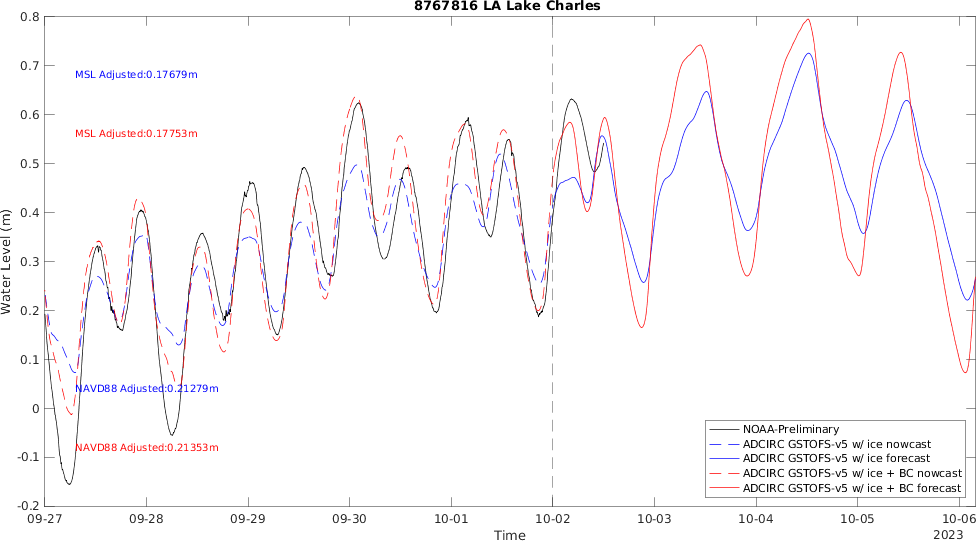 8767816 LA Lake Charles
0.8
0.7
0.6
0.5
0.4
0.3
0.2
0.1
0
-0.1
-0.2
Water Level (m)
MSL Adjusted:0.17679m
MSL Adjusted:0.17753m
NAVD88 Adjusted:0.21279m
NAVD88 Adjusted:0.21353m
NOAA-Preliminary
ADCIRC GSTOFS-v5 w/ ice nowcast
ADCIRC GSTOFS-v5 w/ ice forecast
ADCIRC GSTOFS-v5 w/ ice + BC nowcast
ADCIRC GSTOFS-v5 w/ ice + BC forecast
09-27 09-28 09-29 09-30 10-01 10-02 10-03 10-04 10-05 10-06
Time
2023